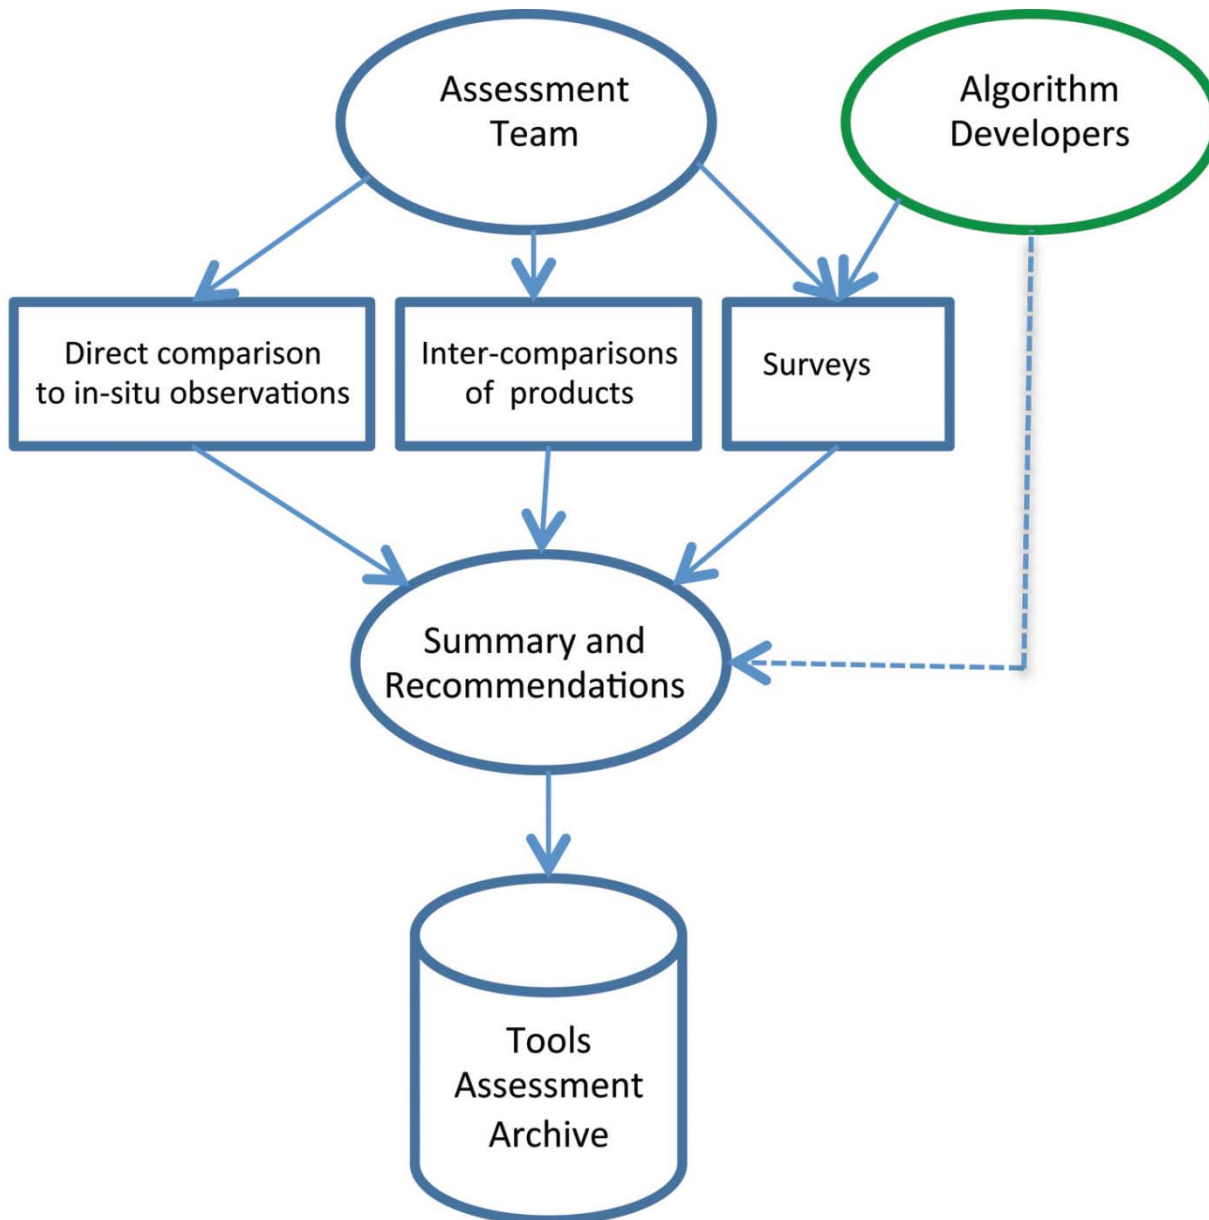 Assessment
Team
Algorithm
Developers
Direct comparison
to in-situ observations
Inter-comparisons
of products
Surveys
Summary and
Recommendations
Tools
Assessment
Archive